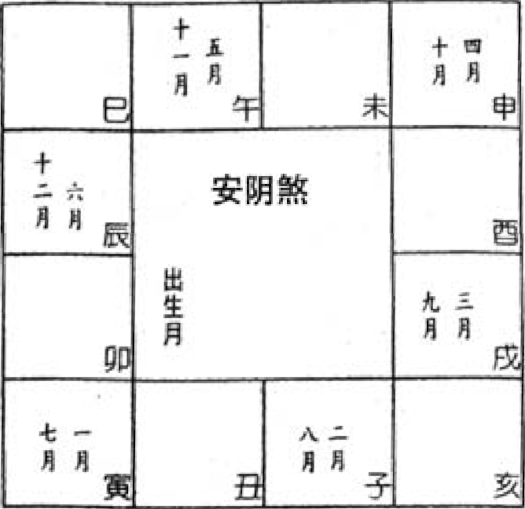 巳
五月
十一月
午
未
四月
十月
申
六月
十二月
辰
安阴煞
出生月
酉
卯
三月
九月
戌
一月
七月
寅
丑
二月
八月
子
亥